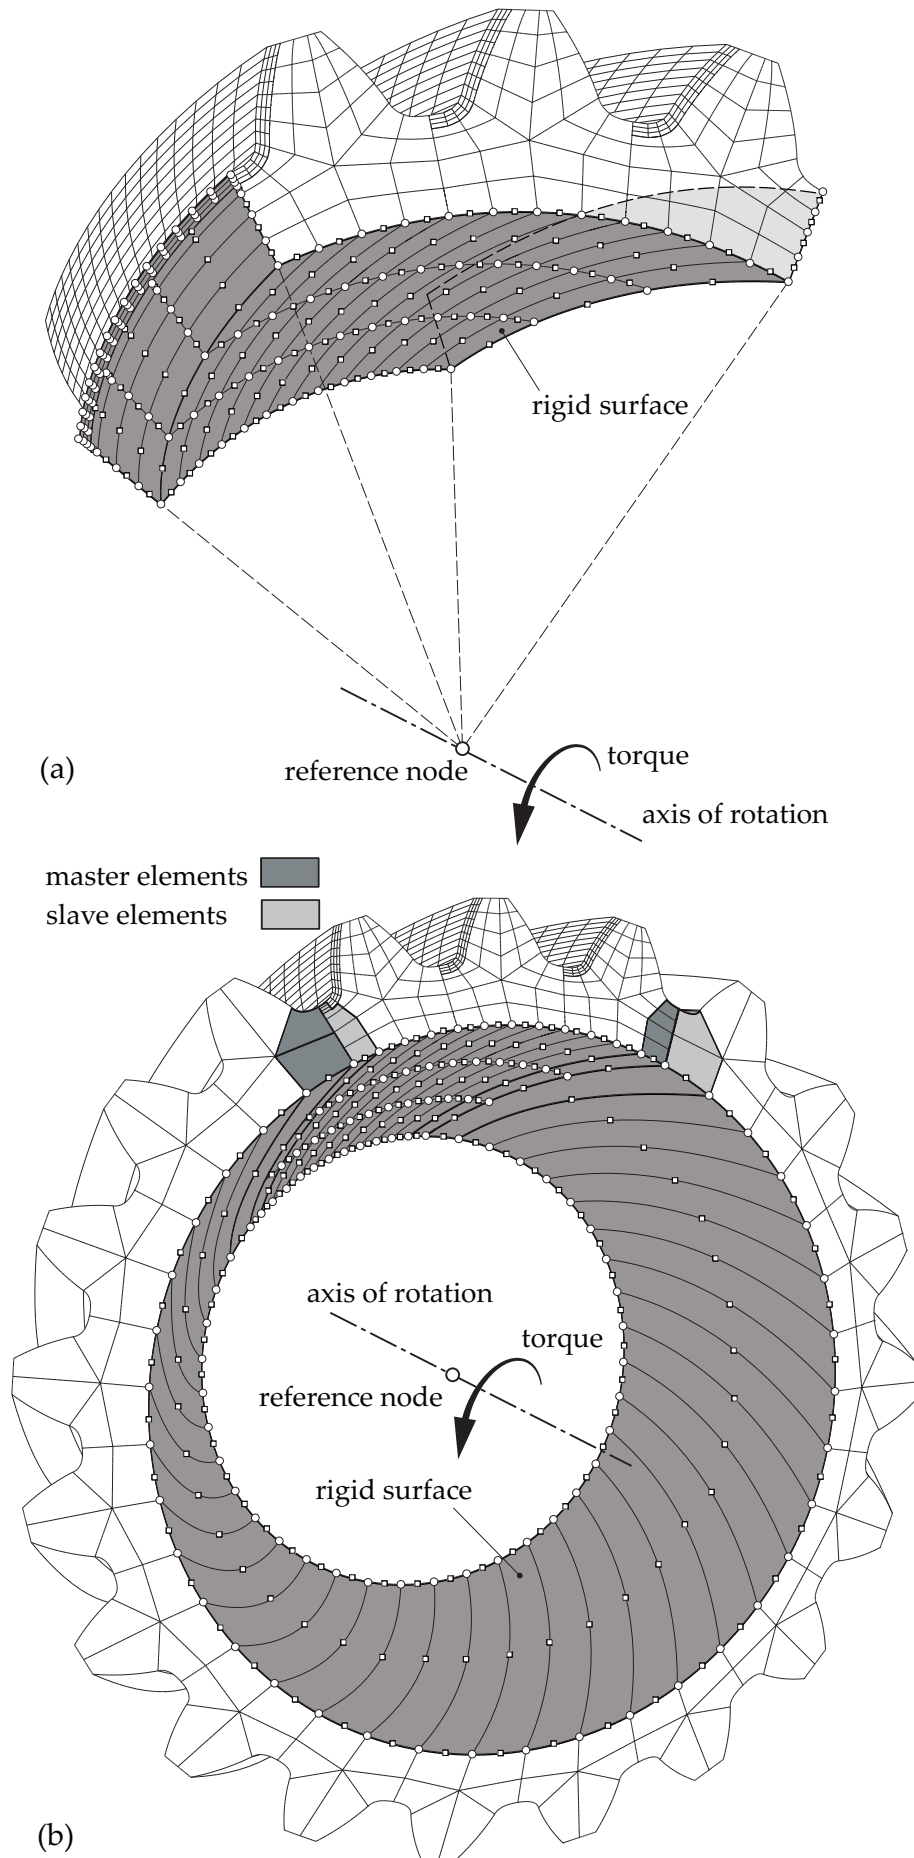 rigid surface
reference node
torque
axis of rotation
(a)
master elements
slave elements
axis of rotation
torque
reference node
rigid surface
(b)